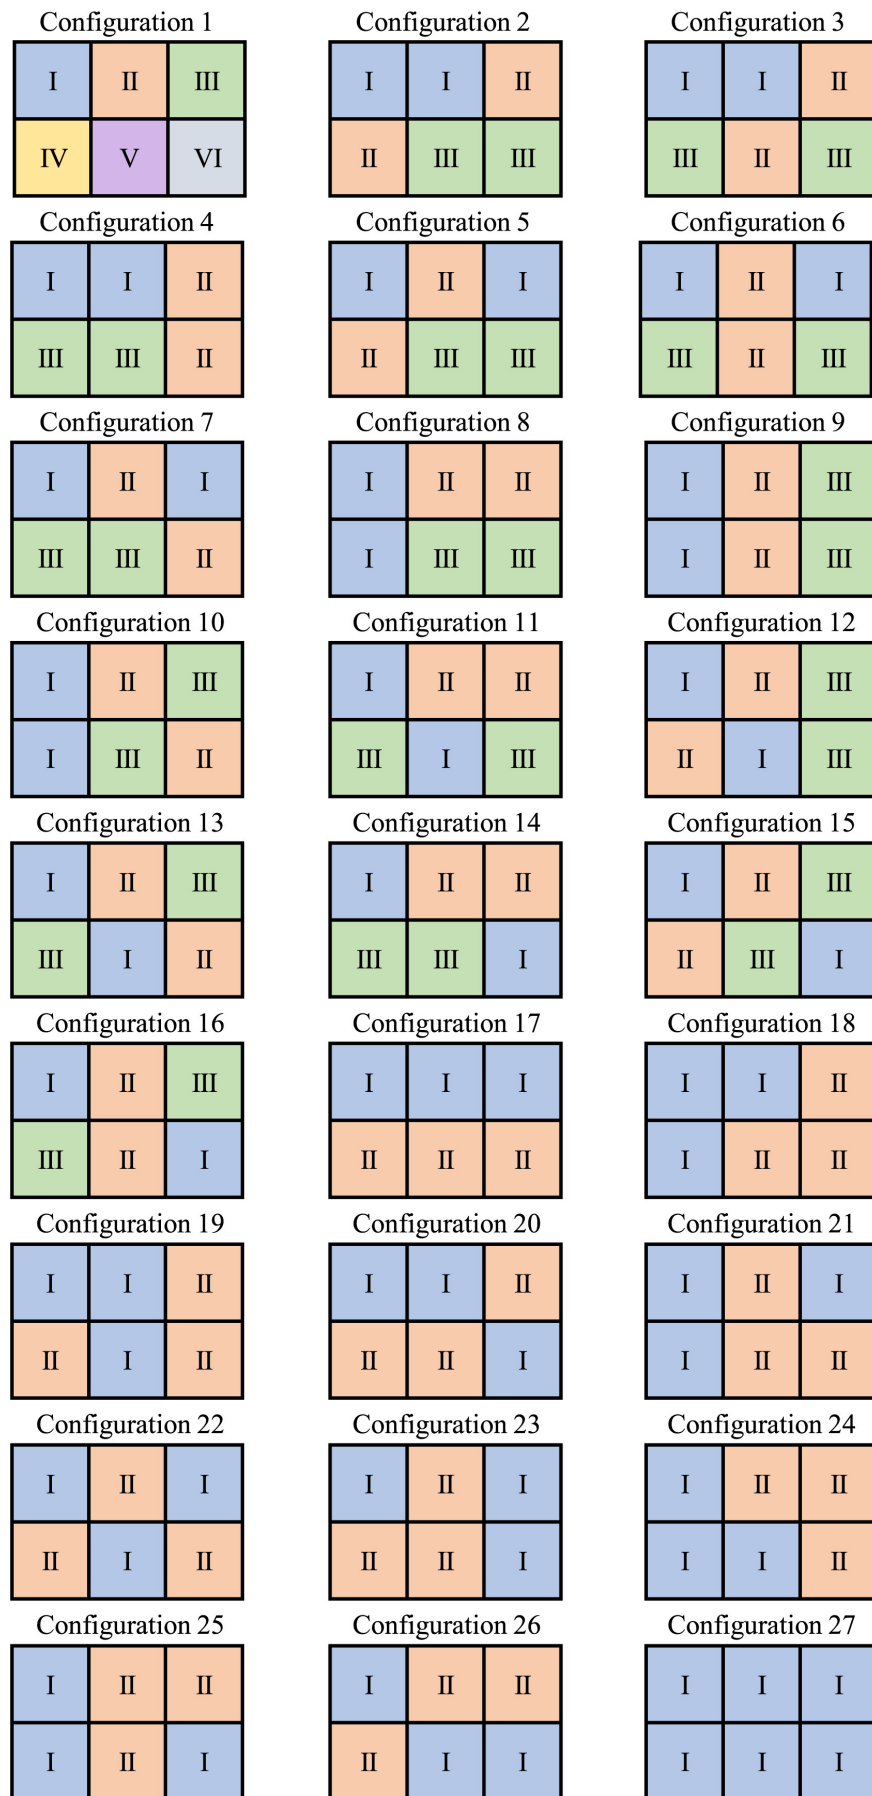 Configuration 1 Configuration 2 Configuration 3
I II III I I II I I II
IV V VI II III III III II III
Configuration 4 Configuration 5 Configuration 6
I I II I II I I II I
III III II II III III III II III
Configuration 7 Configuration 8 Configuration 9
I II I I II II I II III
III III II I III III I II III
Configuration 10 Configuration 11 Configuration 12
I II III I II II I II III
I III II III I III II I III
Configuration 13 Configuration 14 Configuration 15
I II III I II II I II III
III I II III III I II III I
Configuration 16 Configuration 17 Configuration 18
I II III I I I I I II
III II I II II II I II II
Configuration 19 Configuration 20 Configuration 21
I I II I I II I II I
II I II II II I I II II
Configuration 22 Configuration 23 Configuration 24
I II I I II I I II II
II I II II II I I I II
Configuration 25 Configuration 26 Configuration 27
I II II I II II I I I
I II I II I I I I I